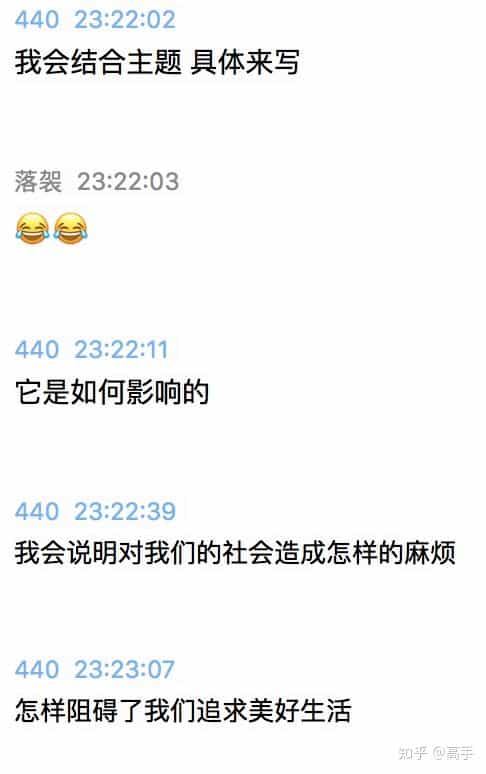 440 23:22:02
我会结合主题 具体来写
落袈 23:22:03
😂😂
440 23:22:11
它是如何影响的
440 23:22:39
我会说明对我们的社会造成怎样的麻烦
440 23:23:07
怎样阻碍了我们追求美好生活
知乎 @高手